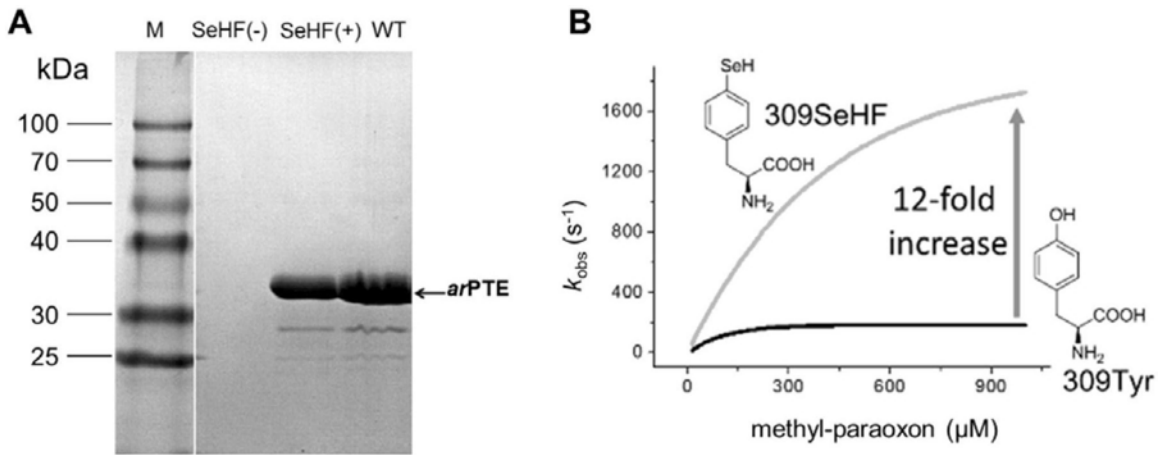 A
M SeHF(-) SeHF(+) WT
kDa
100
70
50
40
30
25
arPTE
B
SeH
309SeHF
COOH
NH2
12-fold
increase
OH
COOH
NH2
309Tyr
kobs (s-1)
1600
1200
800
400
0
0 300 600 900
methyl-paraoxon (µM)